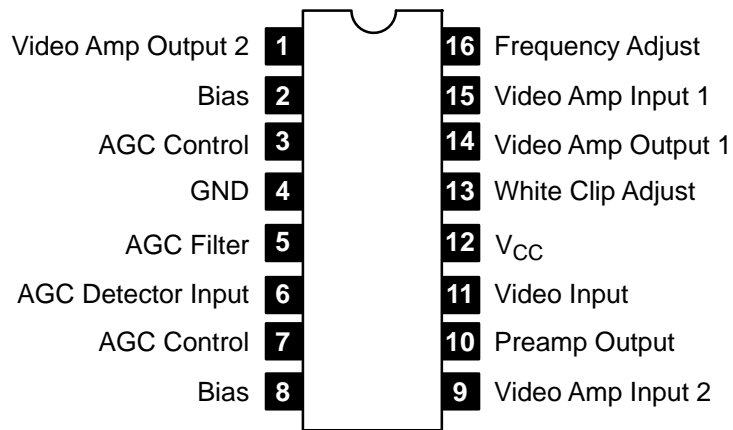 Video Amp Output 2 1 16 Frequency Adjust
Bias 2 15 Video Amp Input 1
AGC Control 3 14 Video Amp Output 1
GND 4 13 White Clip Adjust
AGC Filter 5 12 VCC
AGC Detector Input 6 11 Video Input
AGC Control 7 10 Preamp Output
Bias 8 9 Video Amp Input 2